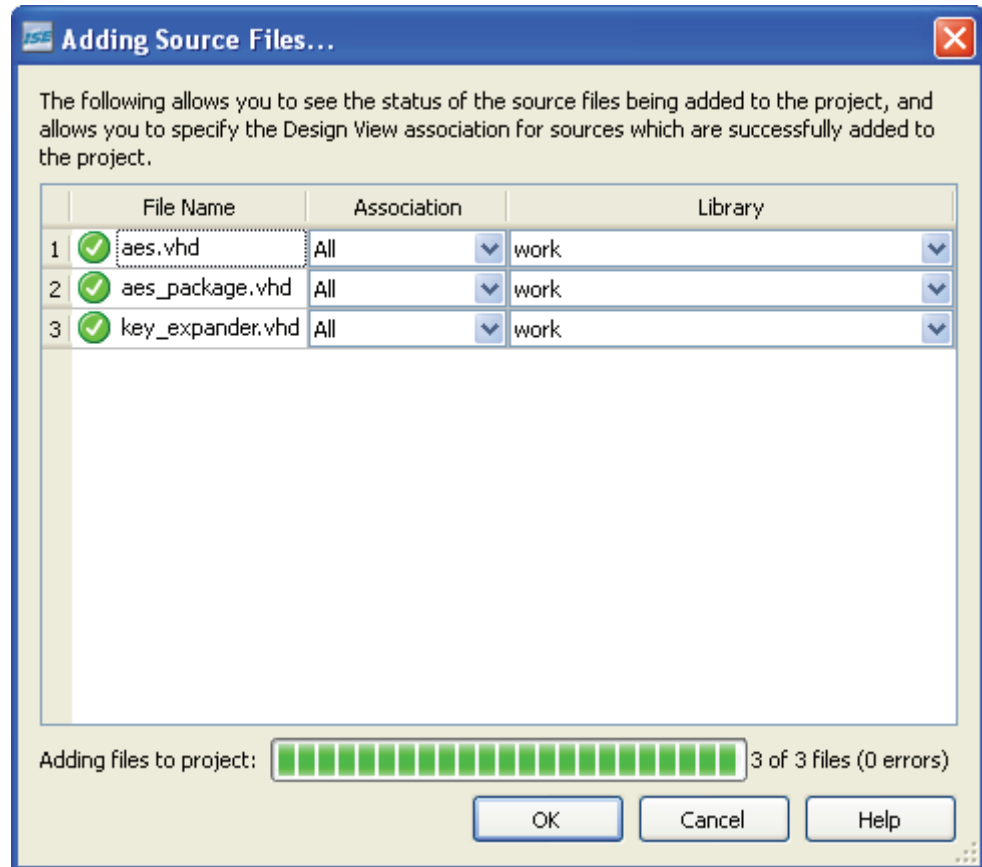 ISE Adding Source Files...
The following allows you to see the status of the source files being added to the project, and
allows you to specify the Design View association for sources which are successfully added to
the project.
File Name Association Library
1 aes.vhd All work
2 aes_package.vhd All work
3 key_expander.vhd All work
Adding files to project: 3 of 3 files (0 errors)
OK Cancel Help